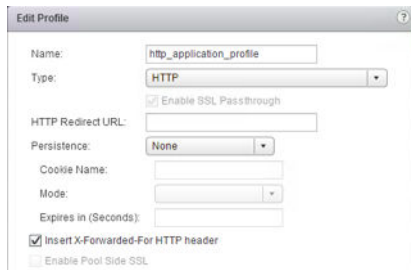 Edit Profile ?
Name: http_application_profile
Type: HTTP
Enable SSL Passthrough
HTTP Redirect URL:
Persistence: None
Cookie Name:
Mode:
Expires in (Seconds):
Insert X-Forwarded-For HTTP header
Enable Pool Side SSL